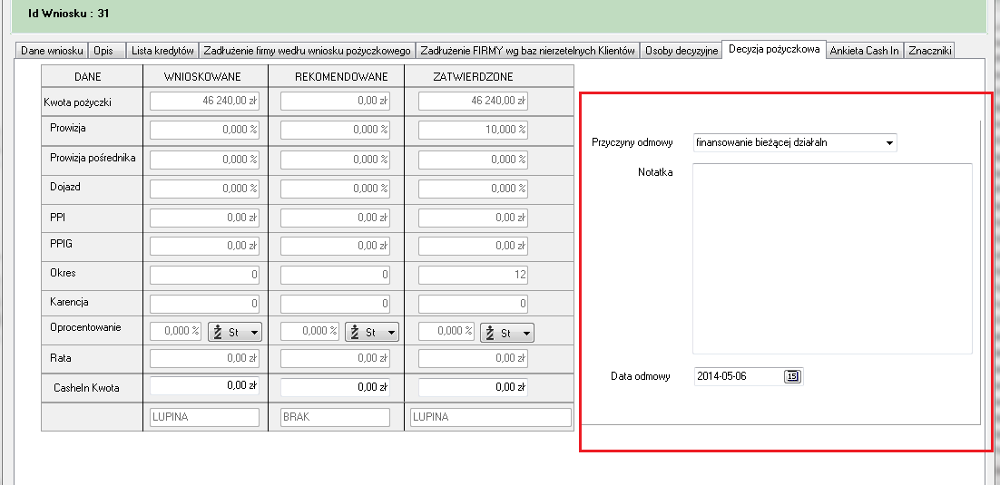 Id Wniosku : 31
Dane wniosku Opis Lista kredytów Zadłużenie firmy wedłu wniosku pożyczkowego Zadłużenie FIRMY wg baz nierzetelnych Klientów Osoby decyzyjne Decyzja pożyczkowa Ankieta Cash In Znaczniki
DANE WNIOSKOWANE REKOMENDOWANE ZATWIERDZONE
Kwota pożyczki 46 240,00 zł 0,00 zł 46 240,00 zł
Prowizja 0,000 % 0,000 % 10,000 %
Prowizja pośrednika 0,000 % 0,000 % 0,000 %
Dojazd 0,000 % 0,000 % 0,000 %
PPI 0,00 zł 0,00 zł 0,00 zł
PPIG 0,00 zł 0,00 zł 0,00 zł
Okres 0 0 12
Karencja 0 0 0
Oprocentowanie 0,000 % St 0,000 % St 0,000 % St
Rata 0,00 zł 0,00 zł 0,00 zł
CasheIn Kwota 0,00 zł 0,00 zł 0,00 zł
LUPINA BRAK LUPINA
Przyczyny odmowy finansowanie bieżącej działaln
Notatka
Data odmowy 2014-05-06 15